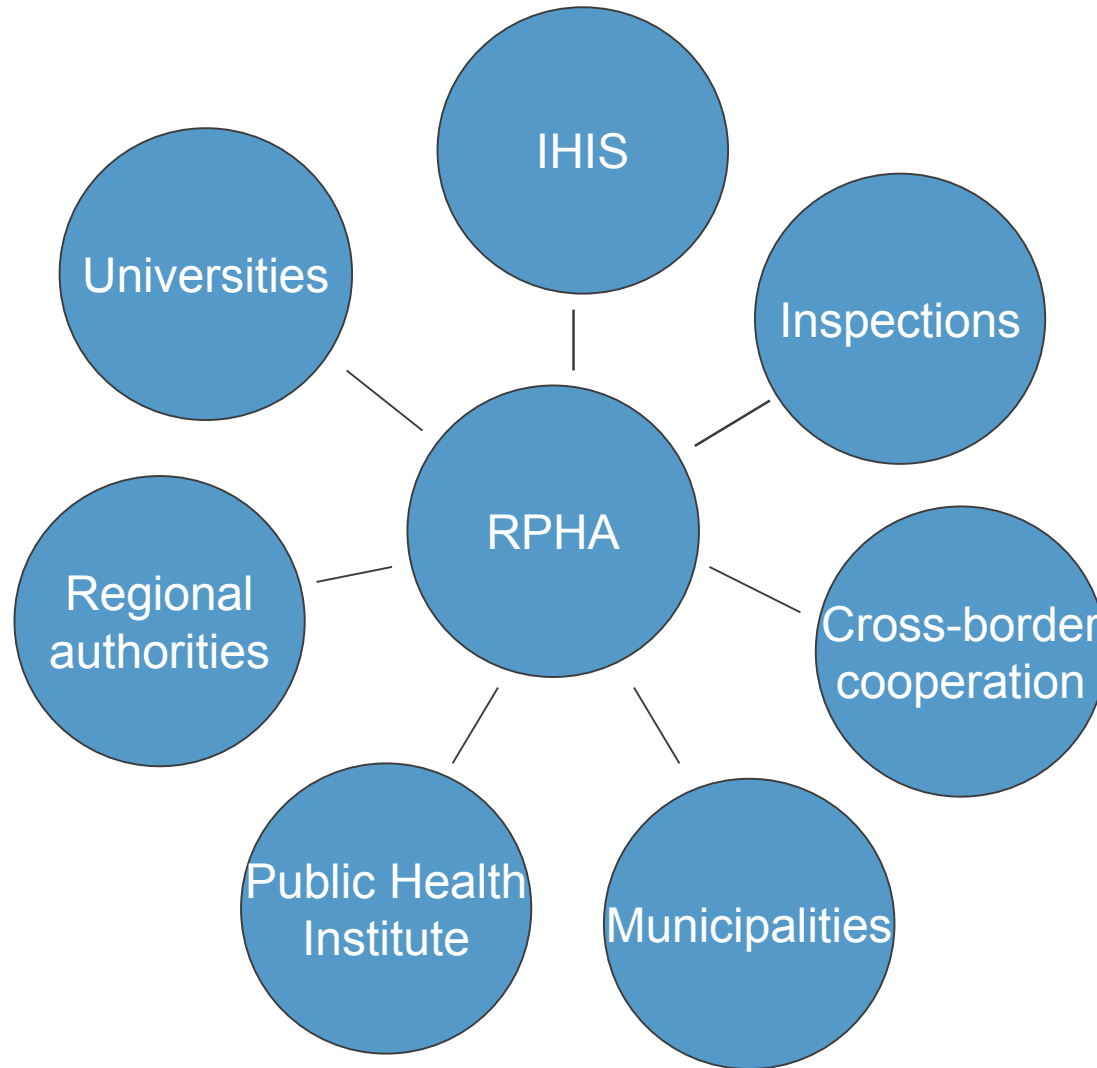 IHIS
Universities
Inspections
RPHA
Regional
authorities
Cross-border
cooperation
Public Health
Institute
Municipalities